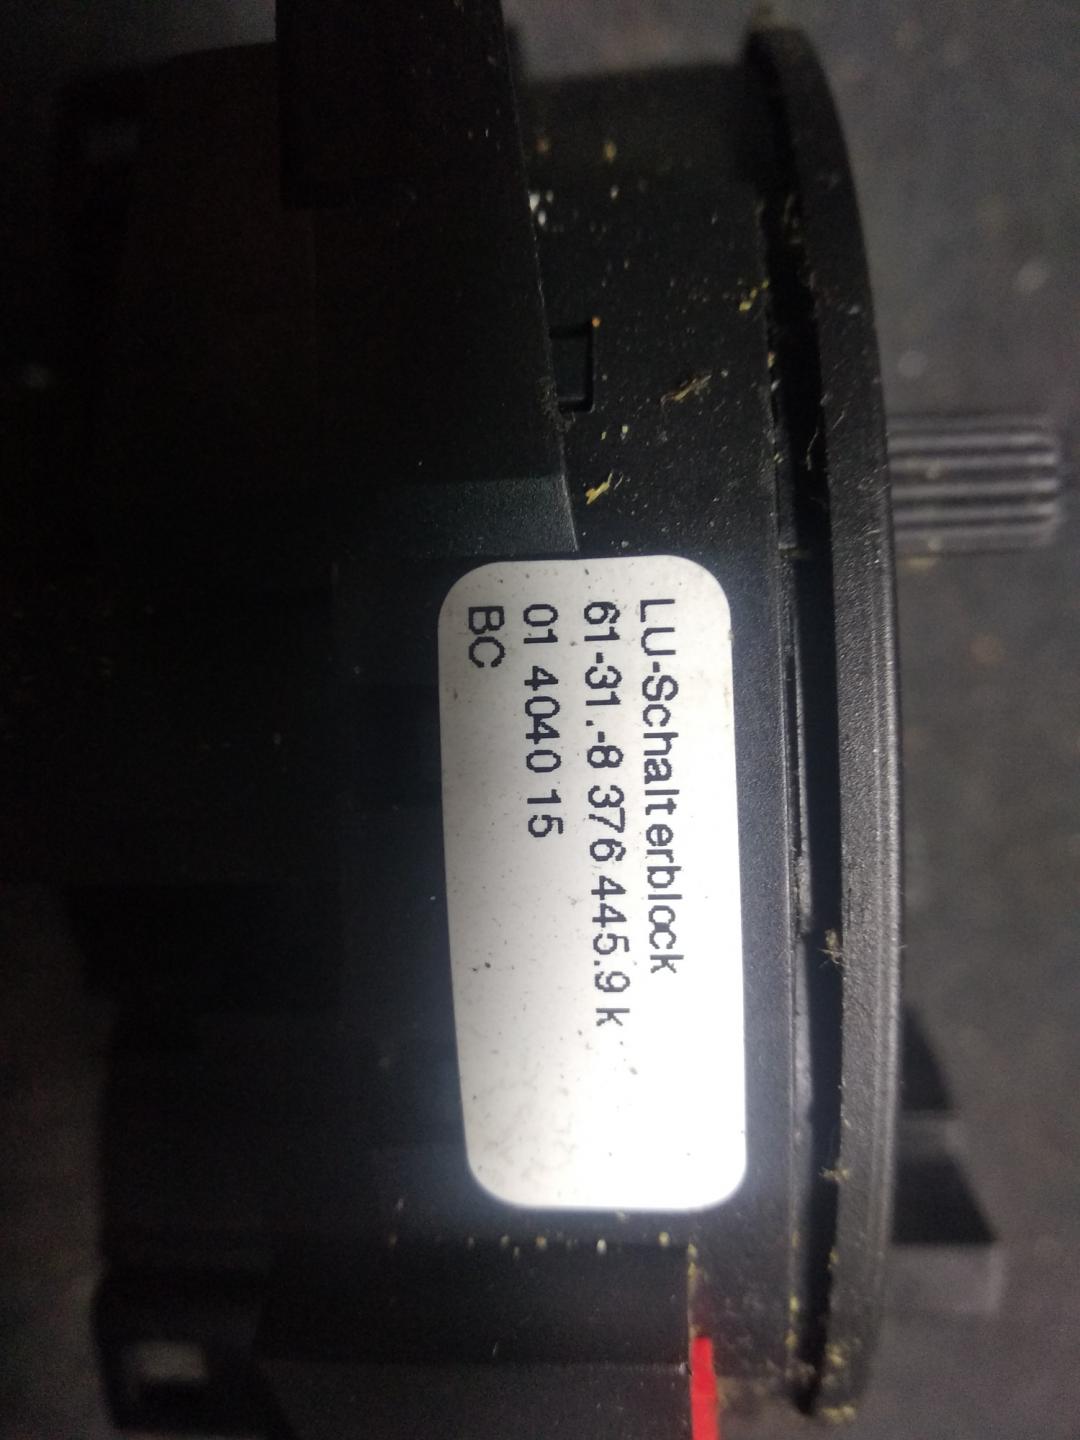 LU-Schalterblock
61-31.-8 376 445.9 k
01 4040 15
BC